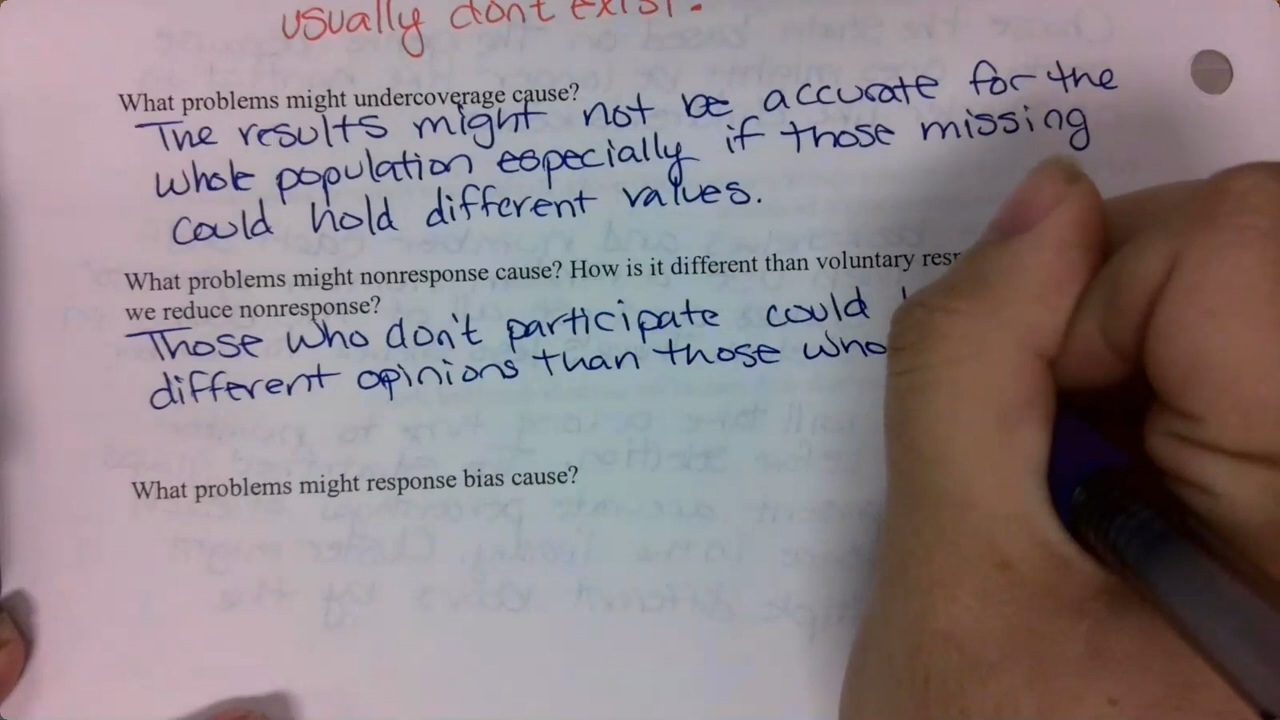 usually dont exist.
What problems might undercoverage cause?
The results might not be accurate for the
whole population especially if those missing
could hold different values.
What problems might nonresponse cause? How is it different than voluntary
we reduce nonresponse?
Those who don't participate could
different opinions than those who
What problems might response bias cause?